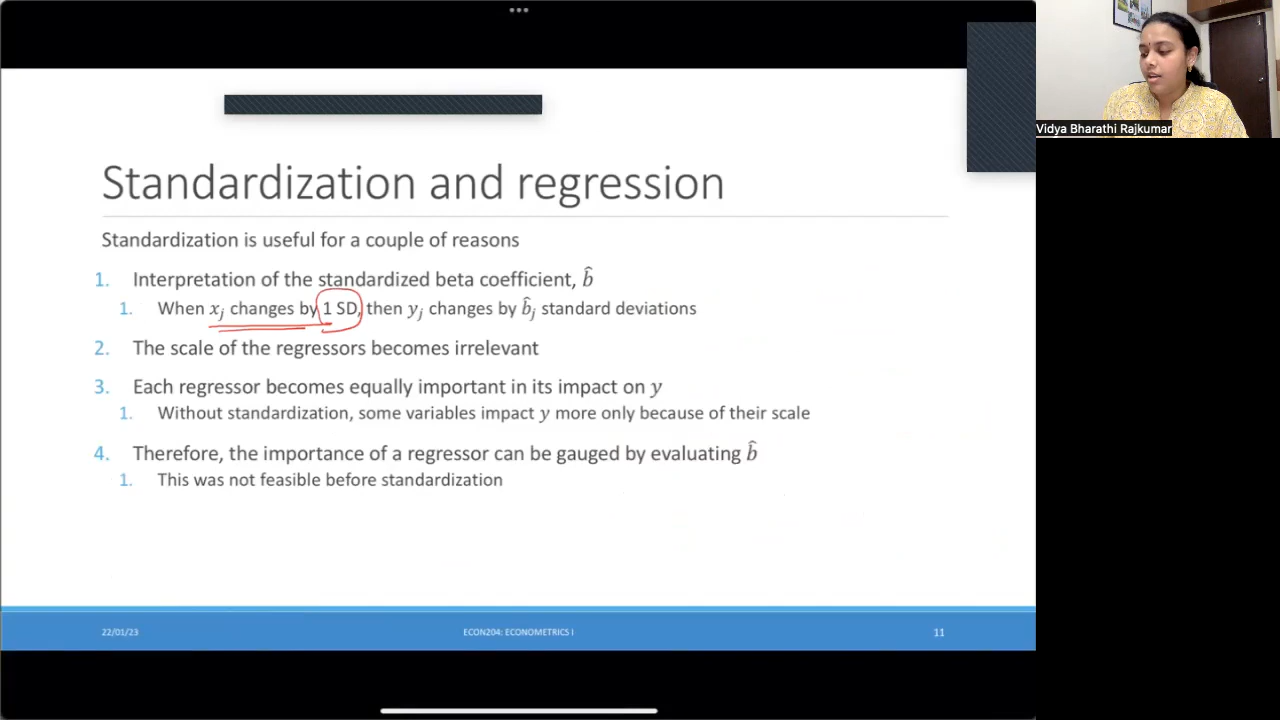 Vidya Bharathi Rajkumar
Standardization and regression
Standardization is useful for a couple of reasons
1. Interpretation of the standardized beta coefficient, b̂
1. When xⱼ changes by 1 SD, then yⱼ changes by b̂ⱼ standard deviations
2. The scale of the regressors becomes irrelevant
3. Each regressor becomes equally important in its impact on y
1. Without standardization, some variables impact y more only because of their scale
4. Therefore, the importance of a regressor can be gauged by evaluating b̂
1. This was not feasible before standardization
22/01/23
ECON204: ECONOMETRICS I
11